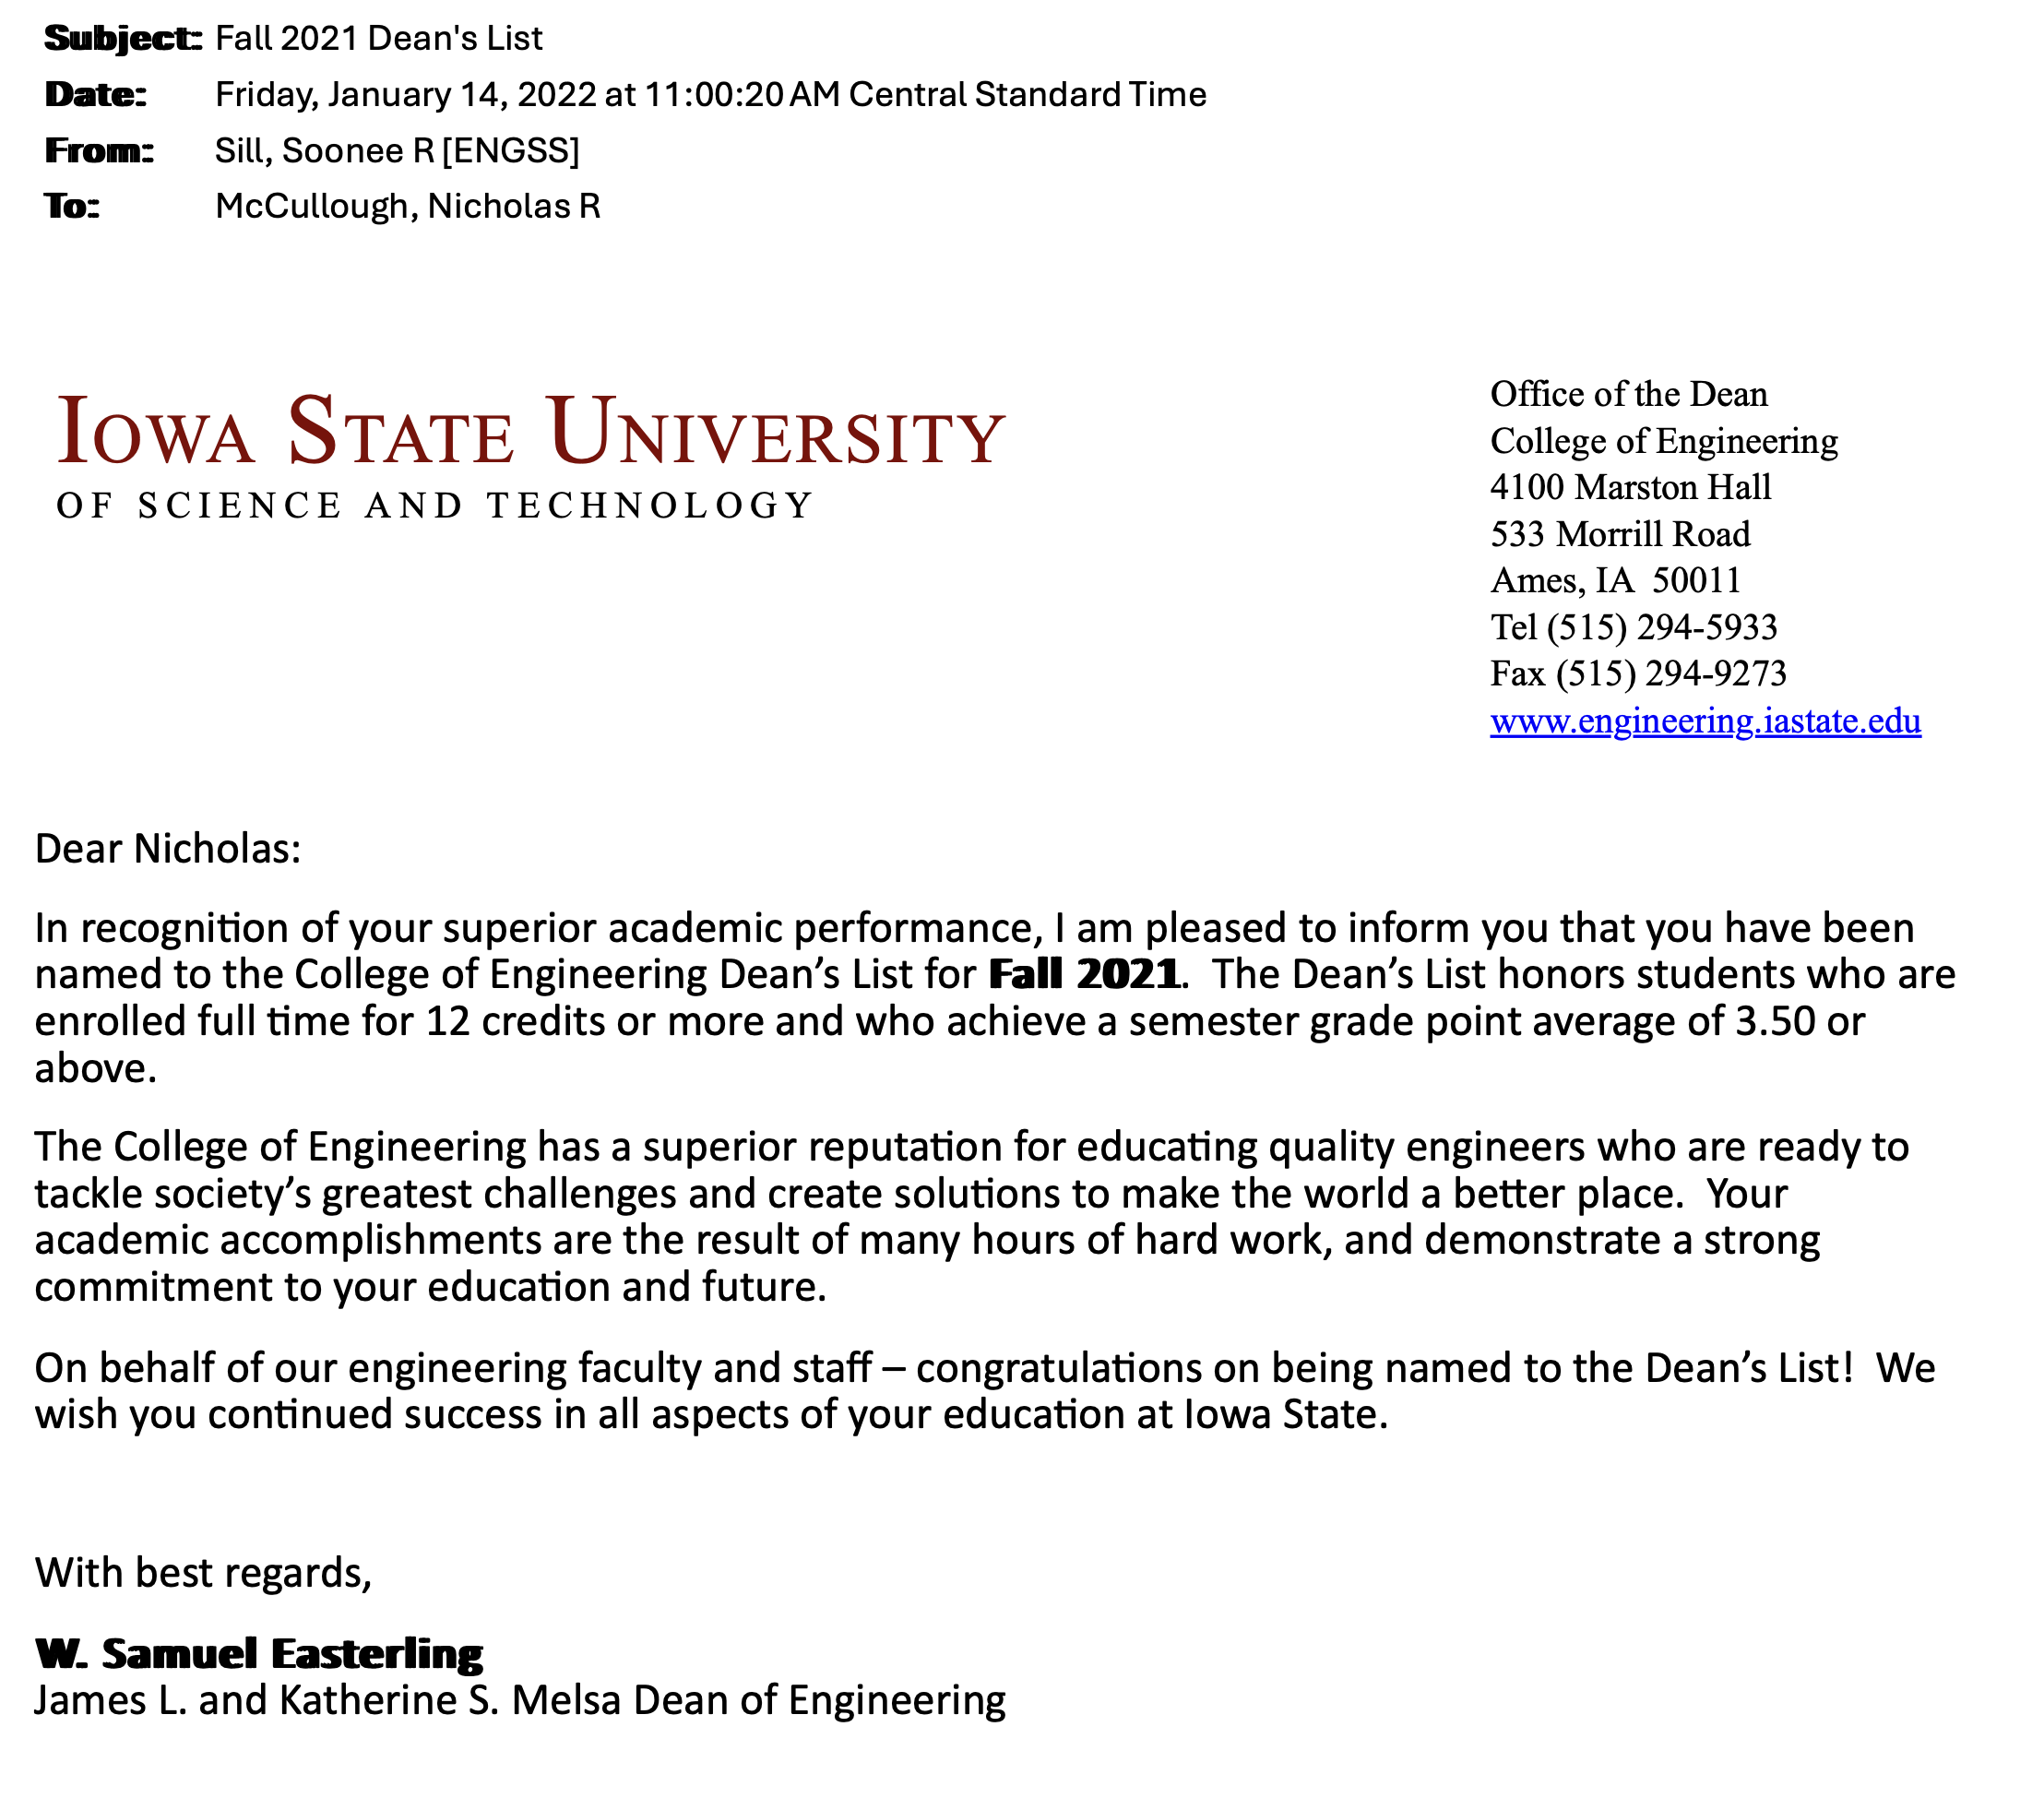 Subject: Fall 2021 Dean's List
Date: Friday, January 14, 2022 at 11:00:20 AM Central Standard Time
From: Sill, Soonee R [ENGSS]
To: McCullough, Nicholas R
IOWA STATE UNIVERSITY
OF SCIENCE AND TECHNOLOGY
Office of the Dean
College of Engineering
4100 Marston Hall
533 Morrill Road
Ames, IA  50011
Tel (515) 294-5933
Fax (515) 294-9273
www.engineering.iastate.edu
Dear Nicholas:
In recognition of your superior academic performance, I am pleased to inform you that you have been
named to the College of Engineering Dean’s List for Fall 2021.  The Dean’s List honors students who are
enrolled full time for 12 credits or more and who achieve a semester grade point average of 3.50 or
above.
The College of Engineering has a superior reputation for educating quality engineers who are ready to
tackle society’s greatest challenges and create solutions to make the world a better place.  Your
academic accomplishments are the result of many hours of hard work, and demonstrate a strong
commitment to your education and future.
On behalf of our engineering faculty and staff – congratulations on being named to the Dean’s List!  We
wish you continued success in all aspects of your education at Iowa State.
With best regards,
W. Samuel Easterling
James L. and Katherine S. Melsa Dean of Engineering